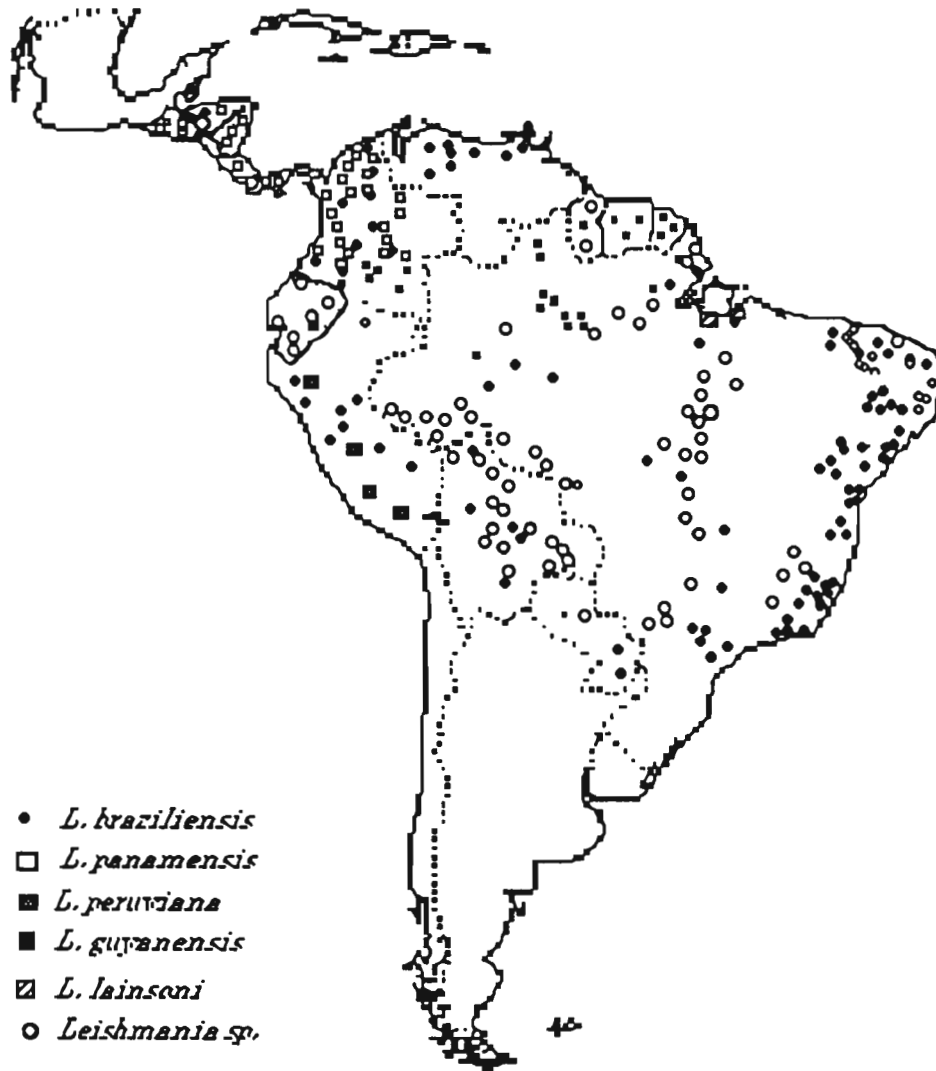 L. braziliensis
L. panamensis
L. peruviana
L. guyanensis
L. lainsoni
Leishmania sp.